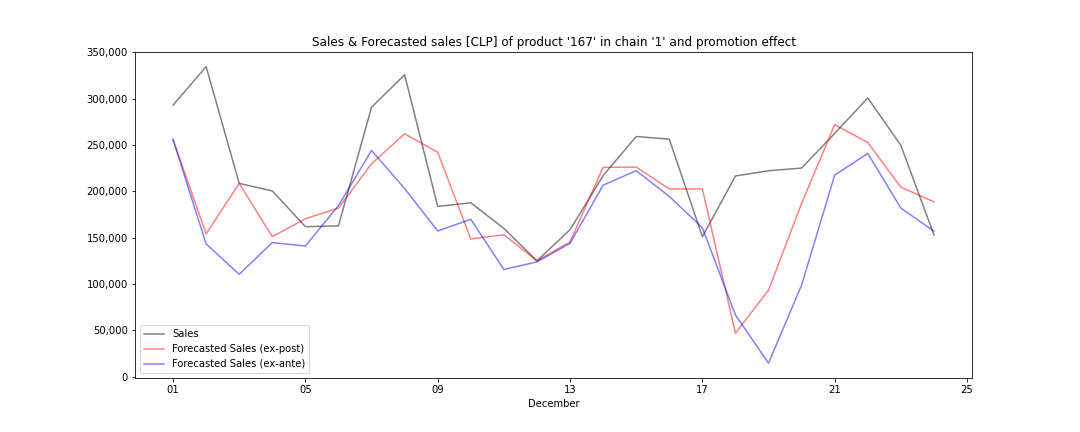 Sales & Forecasted sales [CLP] of product '167' in chain '1' and promotion effect
350,000
300,000
250,000
200,000
150,000
100,000
50,000
0
Sales
Forecasted Sales (ex-post)
Forecasted Sales (ex-ante)
01 05 09 13 17 21 25
December